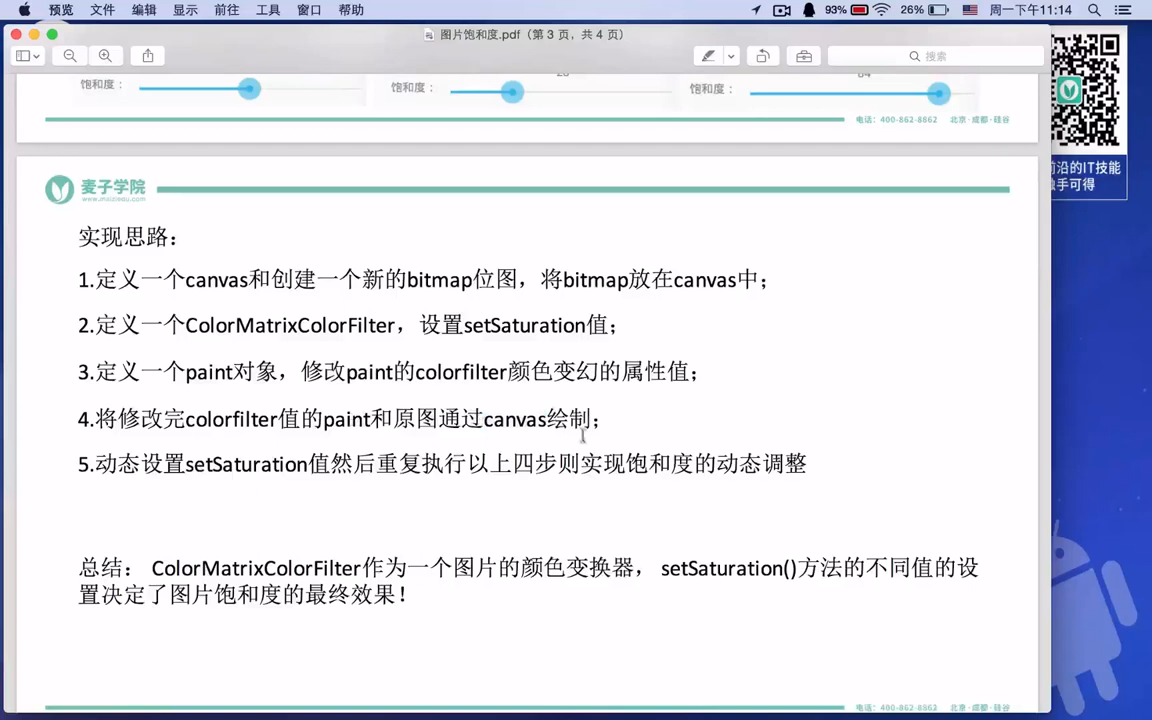 预览 文件 编辑 显示 前往 工具 窗口 帮助 93% 26% 周一下午11:14
图片饱和度.pdf（第 3 页，共 4 页）
搜索
饱和度： 饱和度： 饱和度： 84
电话：400-862-8862 北京·成都·硅谷
前沿的IT技能
触手可得
麦子学院
www.maiziedu.com
实现思路：
1.定义一个canvas和创建一个新的bitmap位图，将bitmap放在canvas中；
2.定义一个ColorMatrixColorFilter，设置setSaturation值；
3.定义一个paint对象，修改paint的colorfilter颜色变幻的属性值；
4.将修改完colorfilter值的paint和原图通过canvas绘制；
5.动态设置setSaturation值然后重复执行以上四步则实现饱和度的动态调整
总结： ColorMatrixColorFilter作为一个图片的颜色变换器， setSaturation()方法的不同值的设
置决定了图片饱和度的最终效果！
电话：400-862-8862 北京·成都·硅谷